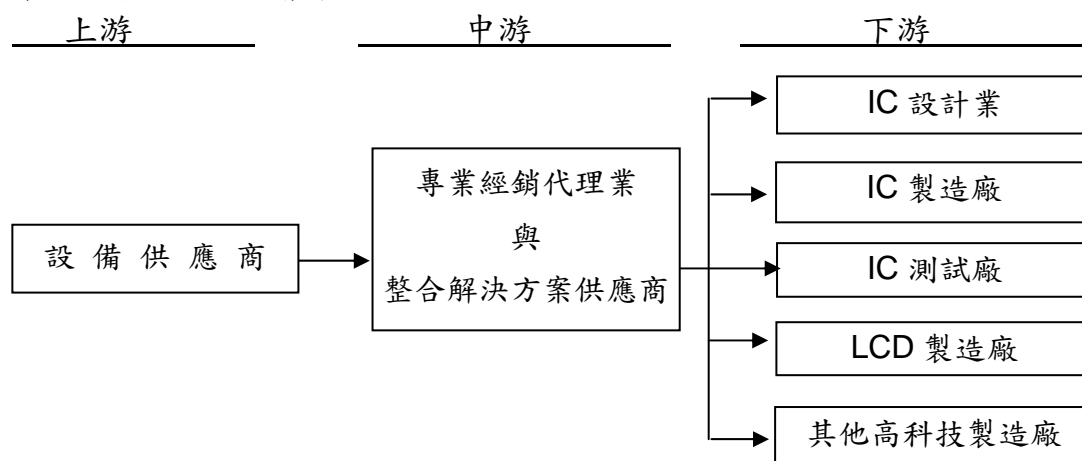 上游
中游
下游
設備供應商
專業經銷代理業
與
整合解決方案供應商
IC 設計業
IC 製造廠
IC 測試廠
LCD 製造廠
其他高科技製造廠